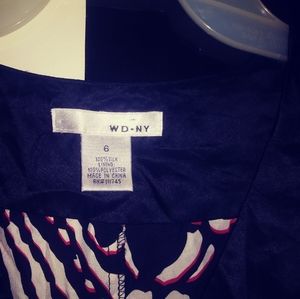 WD-NY
6
100% SILK
LINING
100% POLYESTER
MADE IN CHINA